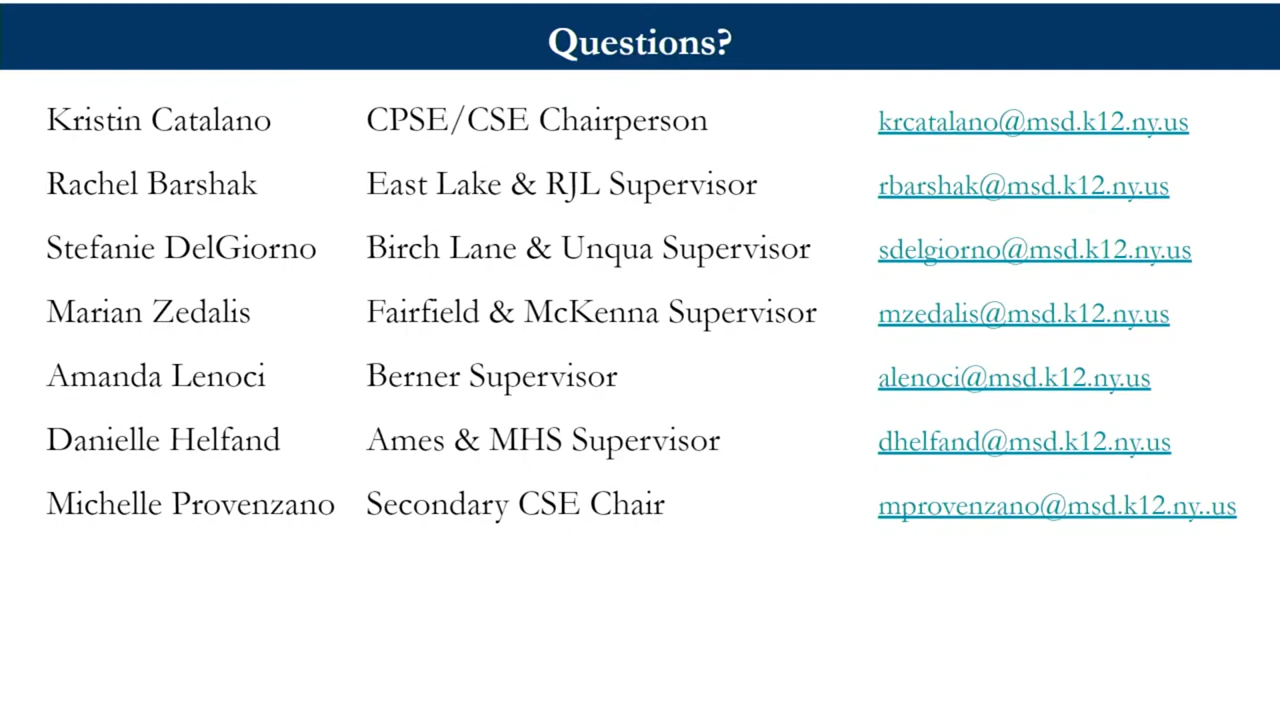 Questions?
Kristin Catalano CPSE/CSE Chairperson krcatalano@msd.k12.ny.us
Rachel Barshak East Lake & RJL Supervisor rbarshak@msd.k12.ny.us
Stefanie DelGiorno Birch Lane & Unqua Supervisor sdelgiorno@msd.k12.ny.us
Marian Zedalis Fairfield & McKenna Supervisor mzedalis@msd.k12.ny.us
Amanda Lenoci Berner Supervisor alenoci@msd.k12.ny.us
Danielle Helfand Ames & MHS Supervisor dhelfand@msd.k12.ny.us
Michelle Provenzano Secondary CSE Chair mprovenzano@msd.k12.ny..us